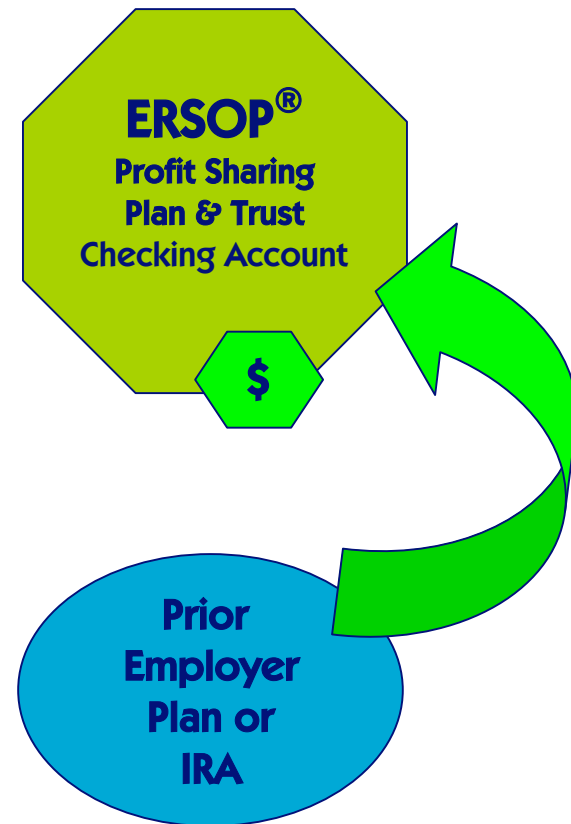 ERSOP®
Profit Sharing
Plan & Trust
Checking Account
$
Prior
Employer
Plan or
IRA